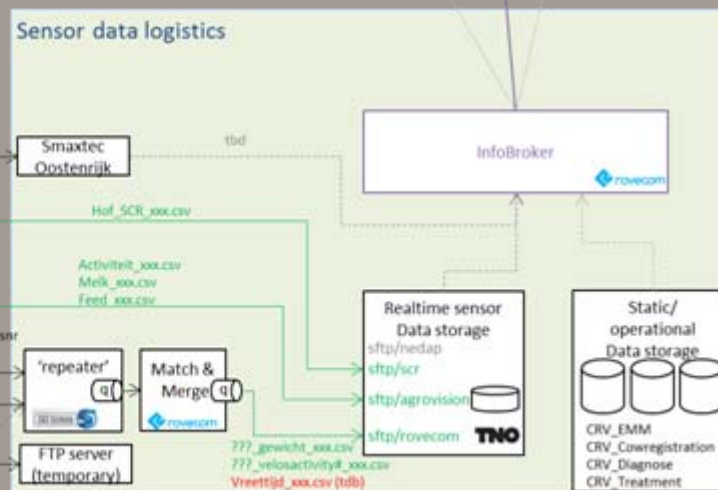 Sensor data logistics
Smaxtec
Oostenrijk
tbd
InfoBroker
rovecom
Hof_SCR_xxx.csv
Activiteit_xxx.csv
Melk_xxx.csv
Feed_xxx.csv
snr
'repeater'
q
Match &
Merge
q
rovecom
FTP server
(temporary)
Realtime sensor
Data storage
sftp/nedap
sftp/scr
sftp/agrovision
sftp/rovecom
TNO
???_gewicht_xxx.csv
???_velosactivity#_xxx.csv
Vreettijd_xxx.csv (tdb)
Static/
operational
Data storage
CRV_EMM
CRV_Cowregistration
CRV_Diagnose
CRV_Treatment